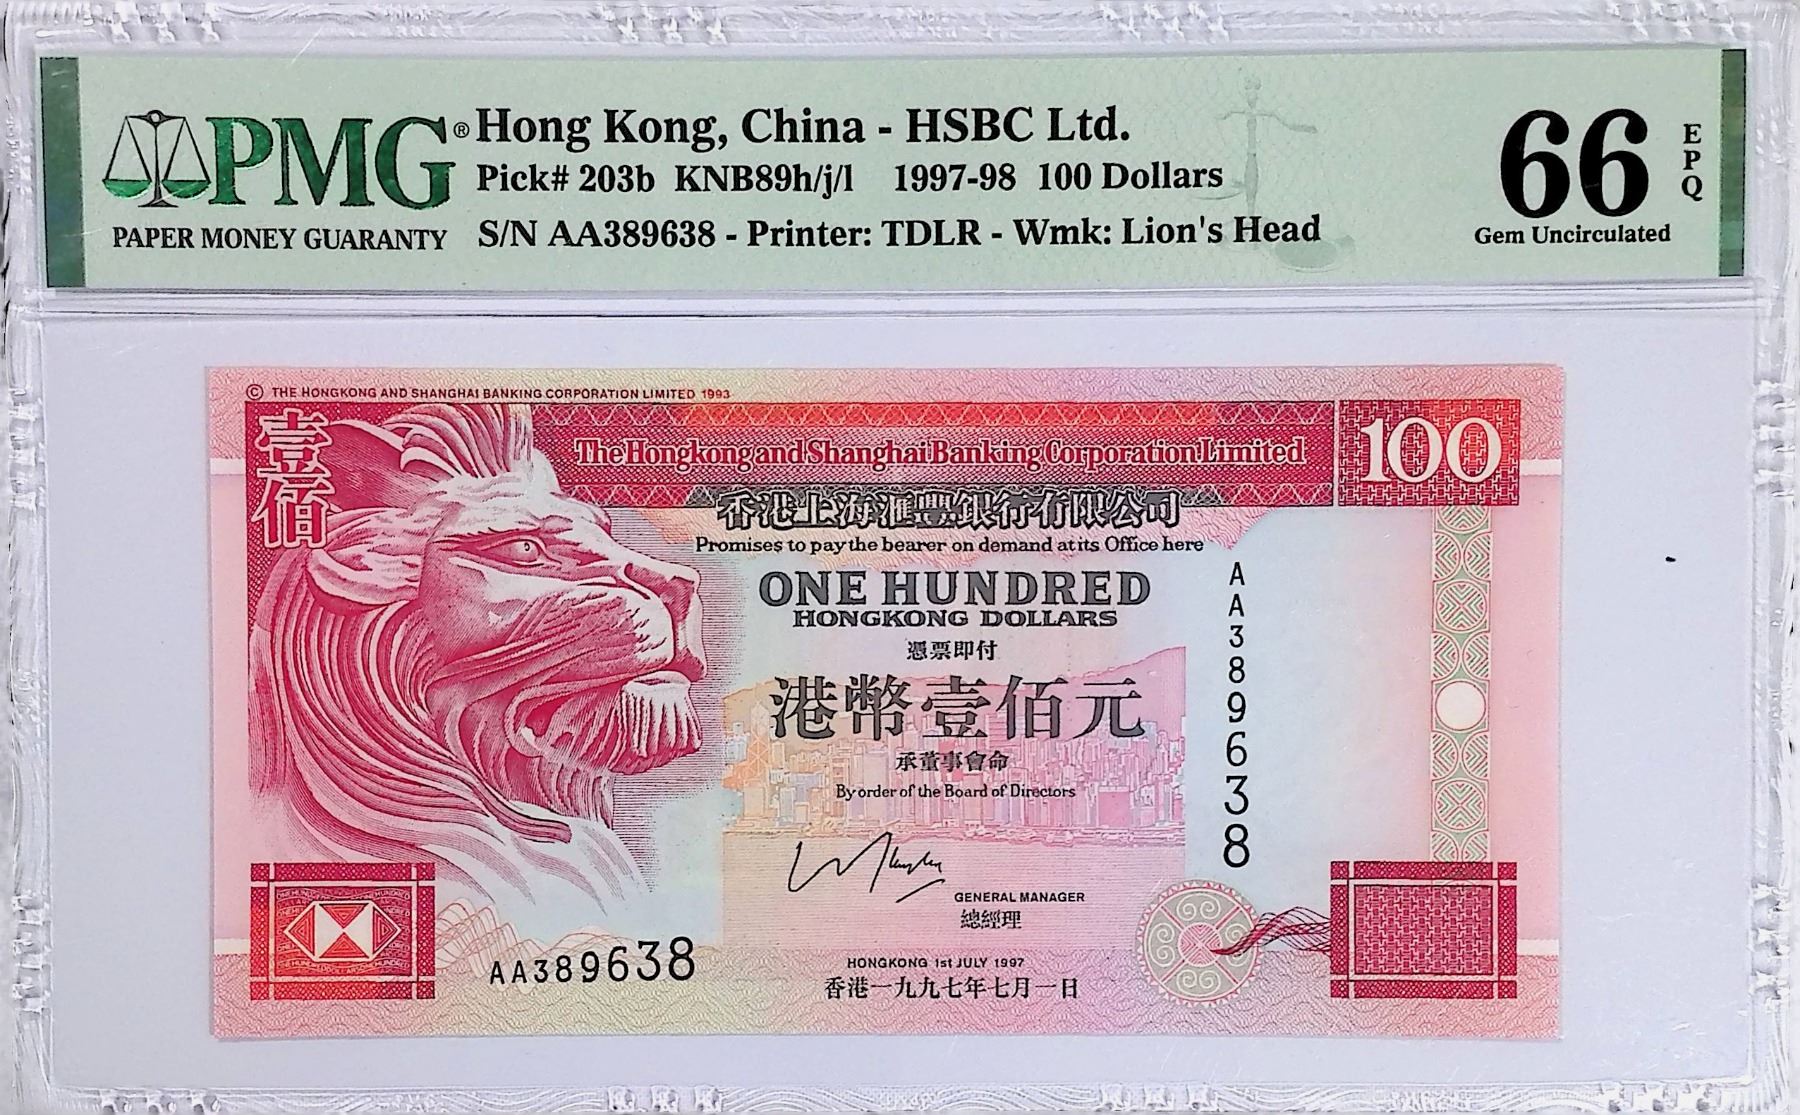 PMG®
PAPER MONEY GUARANTY
Hong Kong, China - HSBC Ltd.
Pick# 203b KNB89h/j/l 1997-98 100 Dollars
S/N AA389638 - Printer: TDLR - Wmk: Lion's Head
66
EPQ
Gem Uncirculated
© THE HONGKONG AND SHANGHAI BANKING CORPORATION LIMITED 1993
壹佰
The Hongkong and Shanghai Banking Corporation Limited
100
香港上海滙豐銀行有限公司
Promises to pay the bearer on demand at its Office here
ONE HUNDRED
HONGKONG DOLLARS
憑票即付
港幣壹佰元
承董事會命
By order of the Board of Directors
AA389638
GENERAL MANAGER
總經理
AA389638
HONGKONG 1st JULY 1997
香港一九九七年七月一日